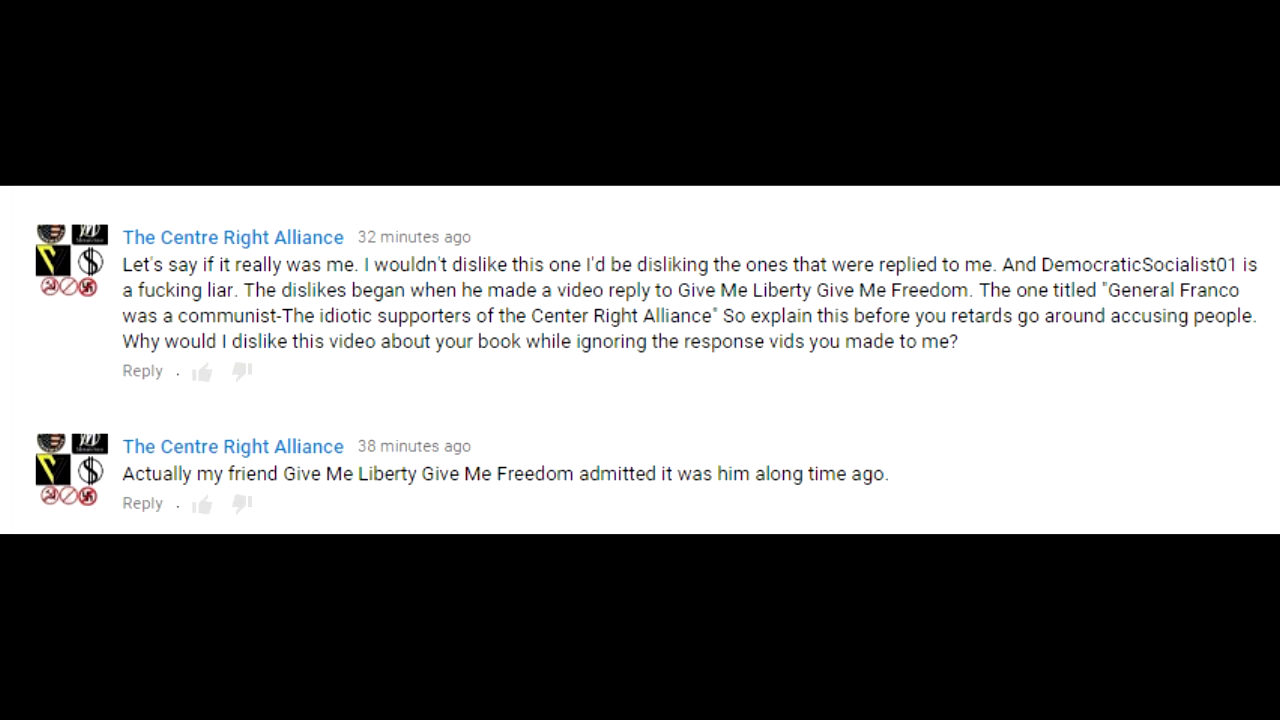 The Centre Right Alliance 32 minutes ago
Let's say if it really was me. I wouldn't dislike this one I'd be disliking the ones that were replied to me. And DemocraticSocialist01 is
a fucking liar. The dislikes began when he made a video reply to Give Me Liberty Give Me Freedom. The one titled "General Franco
was a communist-The idiotic supporters of the Center Right Alliance" So explain this before you retards go around accusing people.
Why would I dislike this video about your book while ignoring the response vids you made to me?
Reply .
The Centre Right Alliance 38 minutes ago
Actually my friend Give Me Liberty Give Me Freedom admitted it was him along time ago.
Reply .